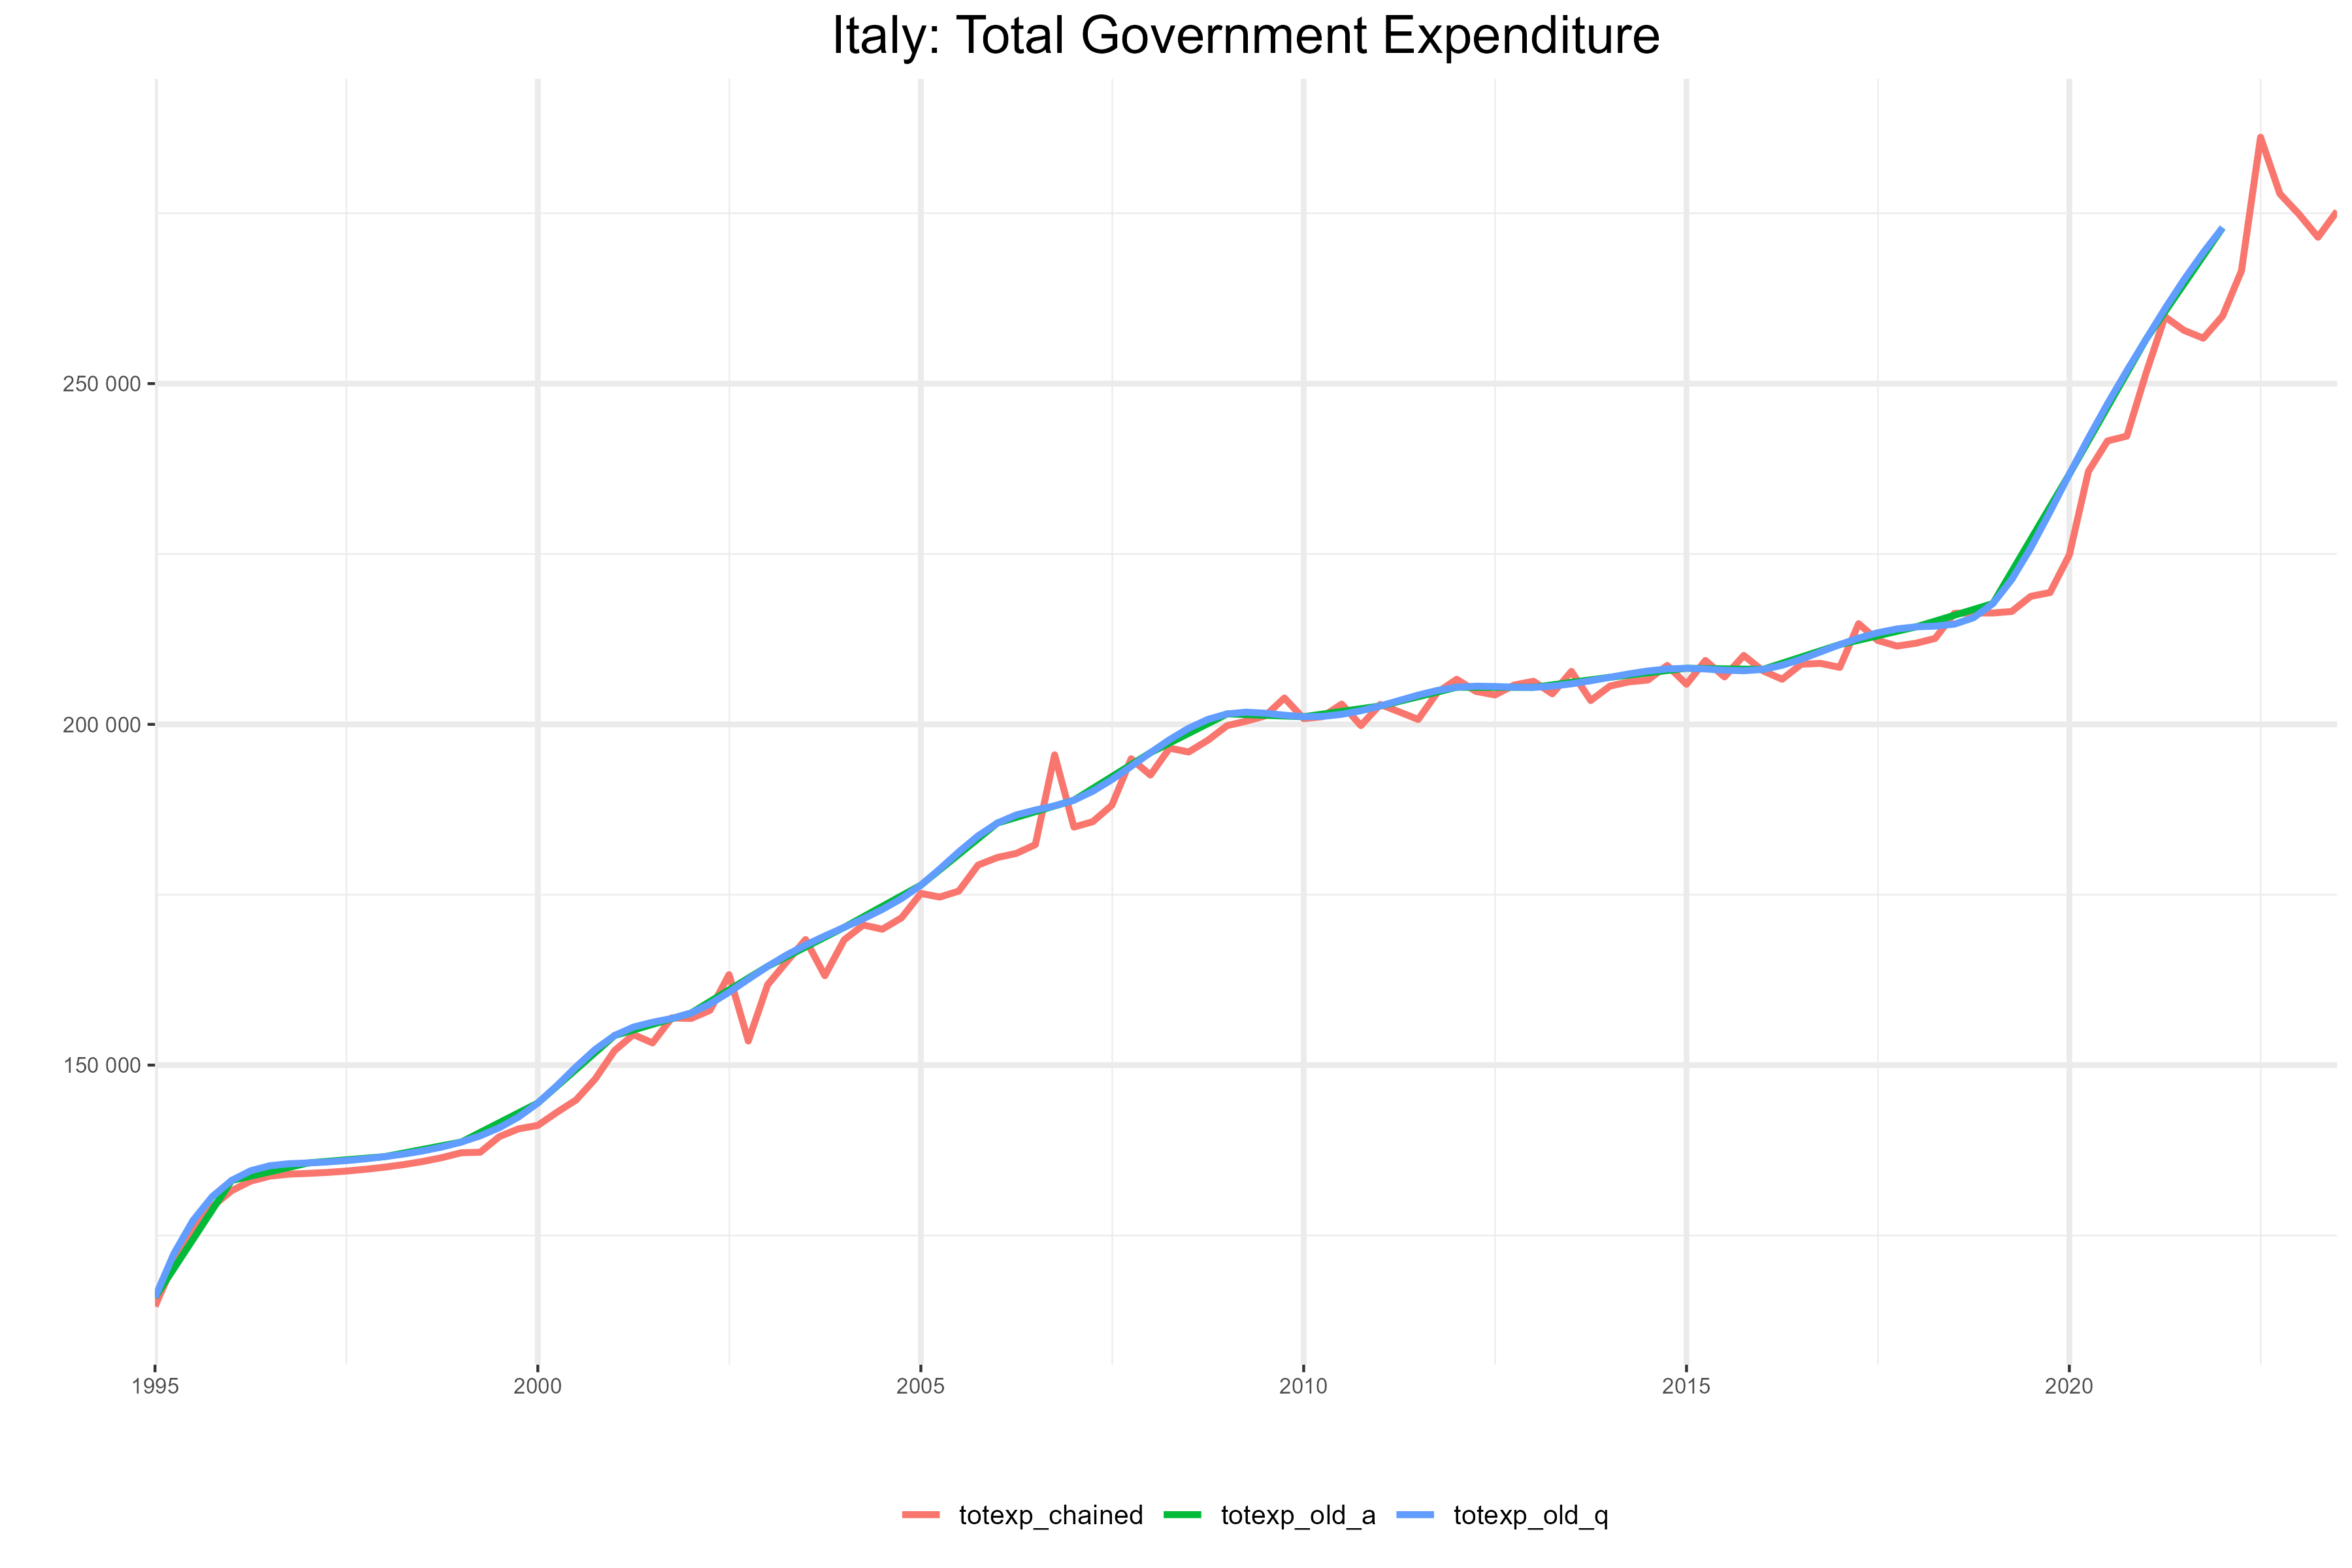 Italy: Total Government Expenditure
250 000
200 000
150 000
1995 2000 2005 2010 2015 2020
totexp_chained totexp_old_a totexp_old_q